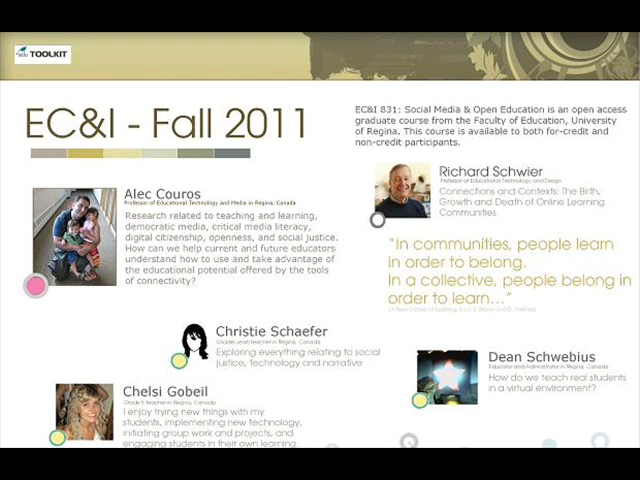 edu TOOLKIT
EC&I - Fall 2011
EC&I 831: Social Media & Open Education is an open access
graduate course from the Faculty of Education, University
of Regina. This course is available to both for-credit and
non-credit participants.
Alec Couros
Professor of Educational Technology and Media in Regina, Canada
Research related to teaching and learning,
democratic media, critical media literacy,
digital citizenship, openness, and social justice.
How can we help current and future educators
understand how to use and take advantage of
the educational potential offered by the tools
of connectivity?
Richard Schwier
Professor of Educational Technology and Design
Connections and Contexts: The Birth,
Growth and Death of Online Learning
Communities
"In communities, people learn
in order to belong.
In a collective, people belong in
order to learn..."
Christie Schaefer
Middle years teacher in Regina, Canada
Exploring everything relating to social
justice, technology and narrative
Dean Schwebius
Educator and Administrator in Regina, Canada
How do we teach real students
in a virtual environment?
Chelsi Gobeil
Grade 5 teacher in Regina, Canada
I enjoy trying new things with my
students, implementing new technology,
initiating group work and projects, and
engaging students in their own learning.